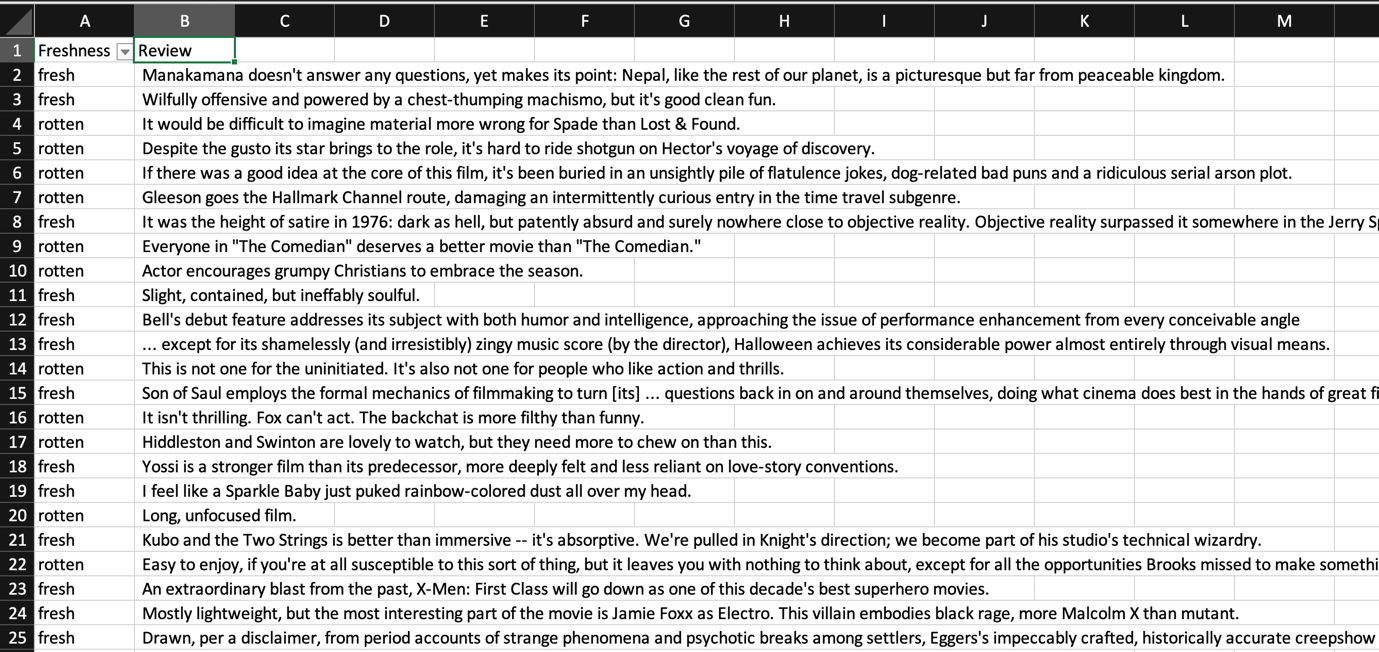 A B C D E F G H I J K L M
1 Freshness Review
2 fresh Manakamana doesn't answer any questions, yet makes its point: Nepal, like the rest of our planet, is a picturesque but far from peaceable kingdom.
3 fresh Wilfully offensive and powered by a chest-thumping machismo, but it's good clean fun.
4 rotten It would be difficult to imagine material more wrong for Spade than Lost & Found.
5 rotten Despite the gusto its star brings to the role, it's hard to ride shotgun on Hector's voyage of discovery.
6 rotten If there was a good idea at the core of this film, it's been buried in an unsightly pile of flatulence jokes, dog-related bad puns and a ridiculous serial arson plot.
7 rotten Gleeson goes the Hallmark Channel route, damaging an intermittently curious entry in the time travel subgenre.
8 fresh It was the height of satire in 1976: dark as hell, but patently absurd and surely nowhere close to objective reality. Objective reality surpassed it somewhere in the Jerry
9 rotten Everyone in "The Comedian" deserves a better movie than "The Comedian."
10 rotten Actor encourages grumpy Christians to embrace the season.
11 fresh Slight, contained, but ineffably soulful.
12 fresh Bell's debut feature addresses its subject with both humor and intelligence, approaching the issue of performance enhancement from every conceivable angle
13 fresh ... except for its shamelessly (and irresistibly) zingy music score (by the director), Halloween achieves its considerable power almost entirely through visual means.
14 rotten This is not one for the uninitiated. It's also not one for people who like action and thrills.
15 fresh Son of Saul employs the formal mechanics of filmmaking to turn [its] ... questions back in on and around themselves, doing what cinema does best in the hands of great
16 rotten It isn't thrilling. Fox can't act. The backchat is more filthy than funny.
17 rotten Hiddleston and Swinton are lovely to watch, but they need more to chew on than this.
18 fresh Yossi is a stronger film than its predecessor, more deeply felt and less reliant on love-story conventions.
19 fresh I feel like a Sparkle Baby just puked rainbow-colored dust all over my head.
20 rotten Long, unfocused film.
21 fresh Kubo and the Two Strings is better than immersive -- it's absorptive. We're pulled in Knight's direction; we become part of his studio's technical wizardry.
22 rotten Easy to enjoy, if you're at all susceptible to this sort of thing, but it leaves you with nothing to think about, except for all the opportunities Brooks missed to make somethi
23 fresh An extraordinary blast from the past, X-Men: First Class will go down as one of this decade's best superhero movies.
24 fresh Mostly lightweight, but the most interesting part of the movie is Jamie Foxx as Electro. This villain embodies black rage, more Malcolm X than mutant.
25 fresh Drawn, per a disclaimer, from period accounts of strange phenomena and psychotic breaks among settlers, Eggers's impeccably crafted, historically accurate creepshow